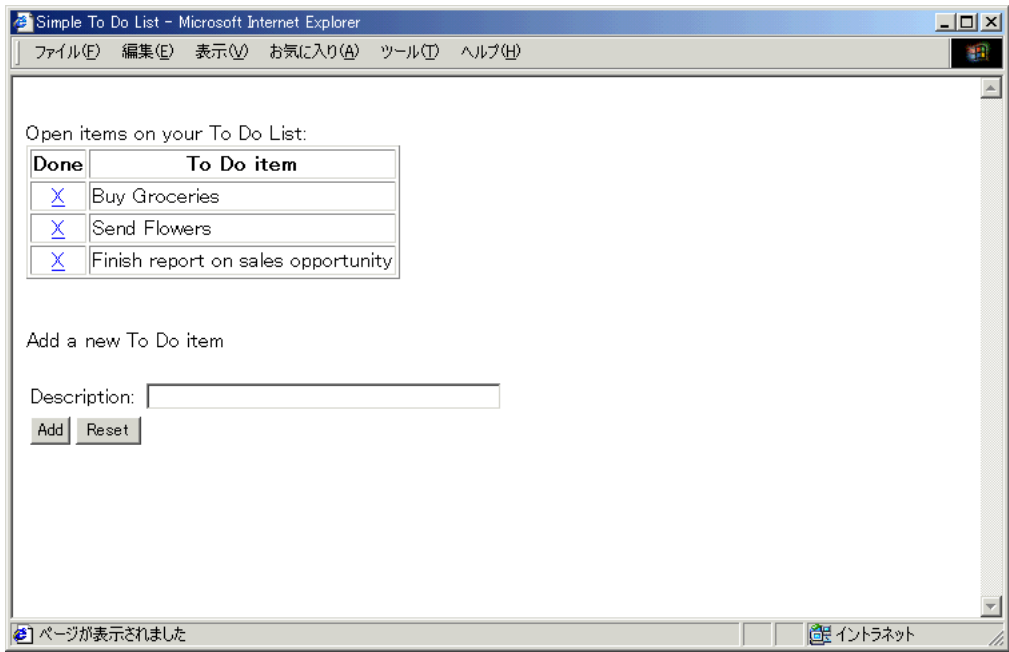 Simple To Do List - Microsoft Internet Explorer
ファイル(F) 編集(E) 表示(V) お気に入り(A) ツール(T) ヘルプ(H)
Open items on your To Do List:
Done To Do item
X Buy Groceries
X Send Flowers
X Finish report on sales opportunity
Add a new To Do item
Description:
Add Reset
ページが表示されました イントラネット